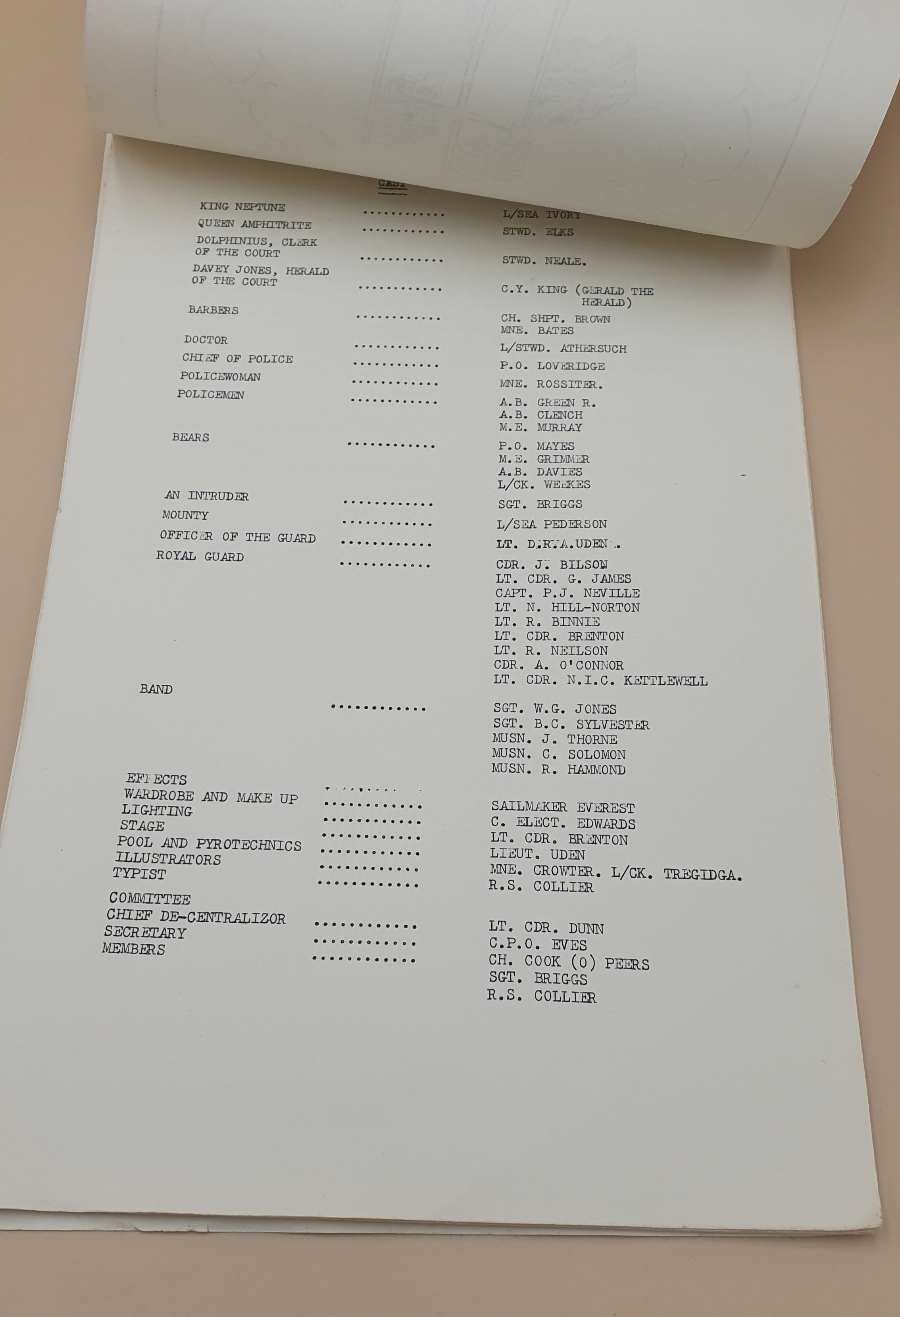 CAST
KING NEPTUNE ............ L/SEA IVORY
QUEEN AMPHITRITE ............ STWD. ELKS
DOLPHINIUS, CLERK
OF THE COURT ............ STWD. NEALE.
DAVEY JONES, HERALD
OF THE COURT ............ C.Y. KING (GERALD THE
HERALD)
BARBERS ............ CH. SHPT. BROWN
MNE. BATES
DOCTOR ............ L/STWD. ATHERSUCH
CHIEF OF POLICE ............ P.O. LOVERIDGE
POLICEWOMAN ............ MNE. ROSSITER.
POLICEMEN ............ A.B. GREEN R.
A.B. CLENCH
M.E. MURRAY
BEARS ............ P.O. MAYES
M.E. GRIMMER
A.B. DAVIES
L/CK. WEEKES
AN INTRUDER ............ SGT. BRIGGS
MOUNTY ............ L/SEA PEDERSON
OFFICER OF THE GUARD ............ LT. UDEN
ROYAL GUARD ............ CDR. J. BILSON
LT. CDR. G. JAMES
CAPT. P.J. NEVILLE
LT. N. HILL-NORTON
LT. R. BINNIE
LT. CDR. BRENTON
LT. R. NEILSON
CDR. A. O'CONNOR
LT. CDR. N.I.C. KETTLEWELL
BAND ............ SGT. W.G. JONES
SGT. B.C. SYLVESTER
MUSN. J. THORNE
MUSN. C. SOLOMON
MUSN. R. HAMMOND
EFFECTS ............
WARDROBE AND MAKE UP ............ SAILMAKER EVEREST
LIGHTING ............ C. ELECT. EDWARDS
STAGE ............ LT. CDR. BRENTON
POOL AND PYROTECHNICS ............ LIEUT. UDEN
ILLUSTRATORS ............ MNE. CROWTER. L/CK. TREGIDGA.
TYPIST ............ R.S. COLLIER
COMMITTEE
CHIEF DE-CENTRALIZOR ............ LT. CDR. DUNN
SECRETARY ............ C.P.O. EVES
MEMBERS ............ CH. COOK (O) PEERS
SGT. BRIGGS
R.S. COLLIER